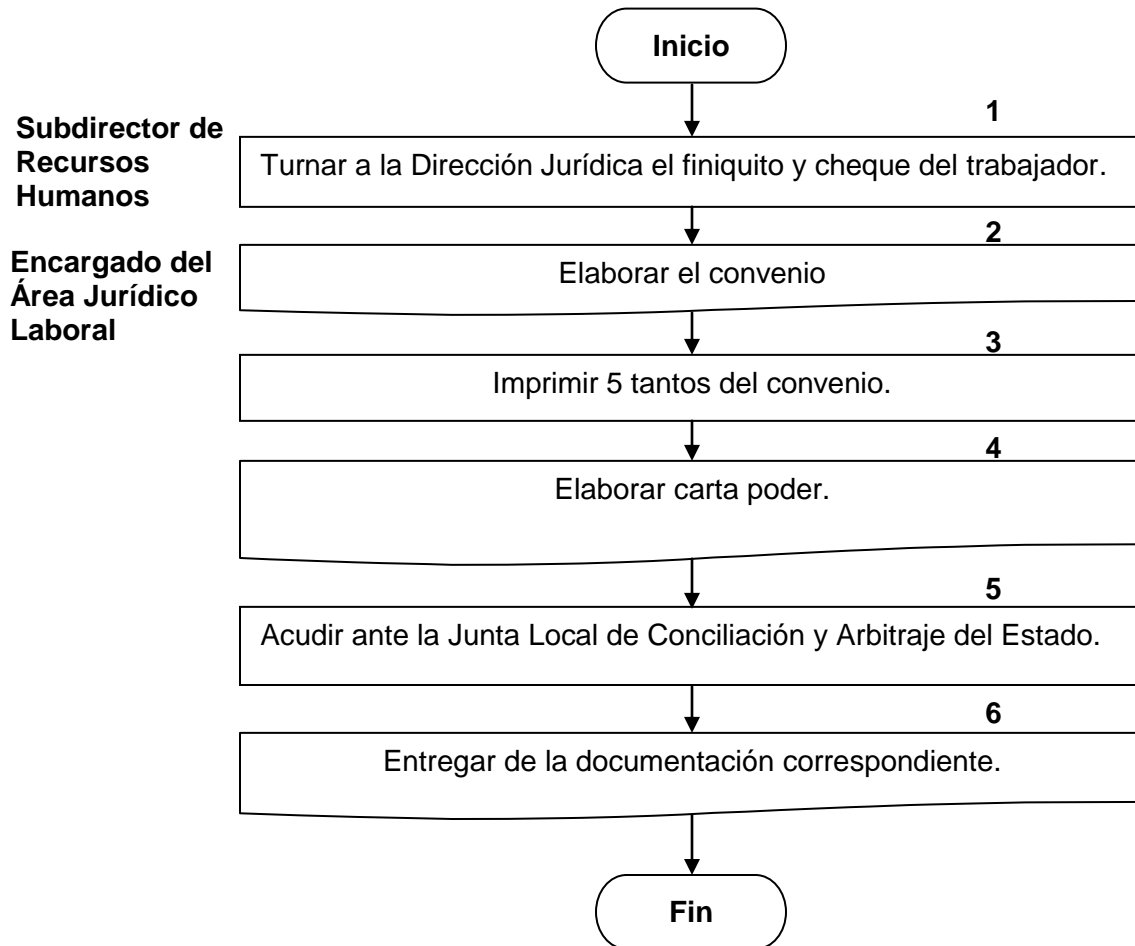 Inicio
1
Subdirector de
Recursos
Humanos
Turnar a la Dirección Jurídica el finiquito y cheque del trabajador.
2
Encargado del
Área Jurídico
Laboral
Elaborar el convenio
3
Imprimir 5 tantos del convenio.
4
Elaborar carta poder.
5
Acudir ante la Junta Local de Conciliación y Arbitraje del Estado.
6
Entregar de la documentación correspondiente.
Fin